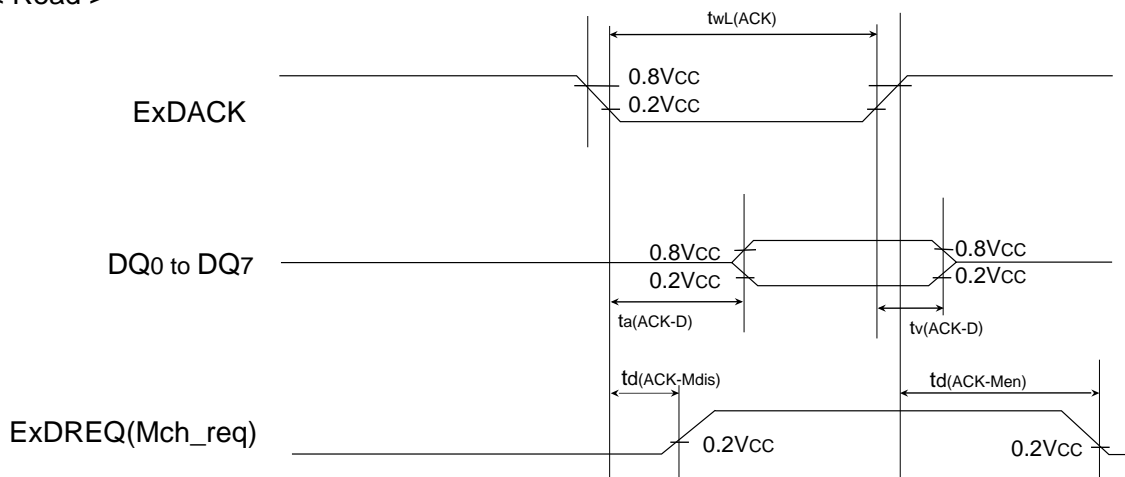 twL(ACK)
0.8VCC
ExDACK
0.2VCC
0.8VCC
0.8VCC
DQ0 to DQ7
0.2VCC
0.2VCC
ta(ACK-D)
tv(ACK-D)
td(ACK-Mdis)
td(ACK-Men)
ExDREQ(Mch_req)
0.2VCC
0.2VCC